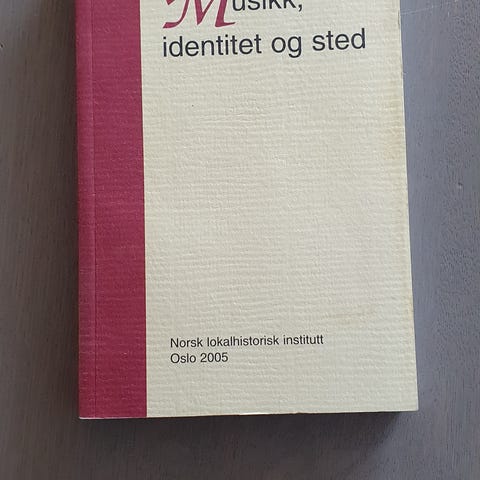 Musikk,
identitet og sted
Norsk lokalhistorisk institutt
Oslo 2005